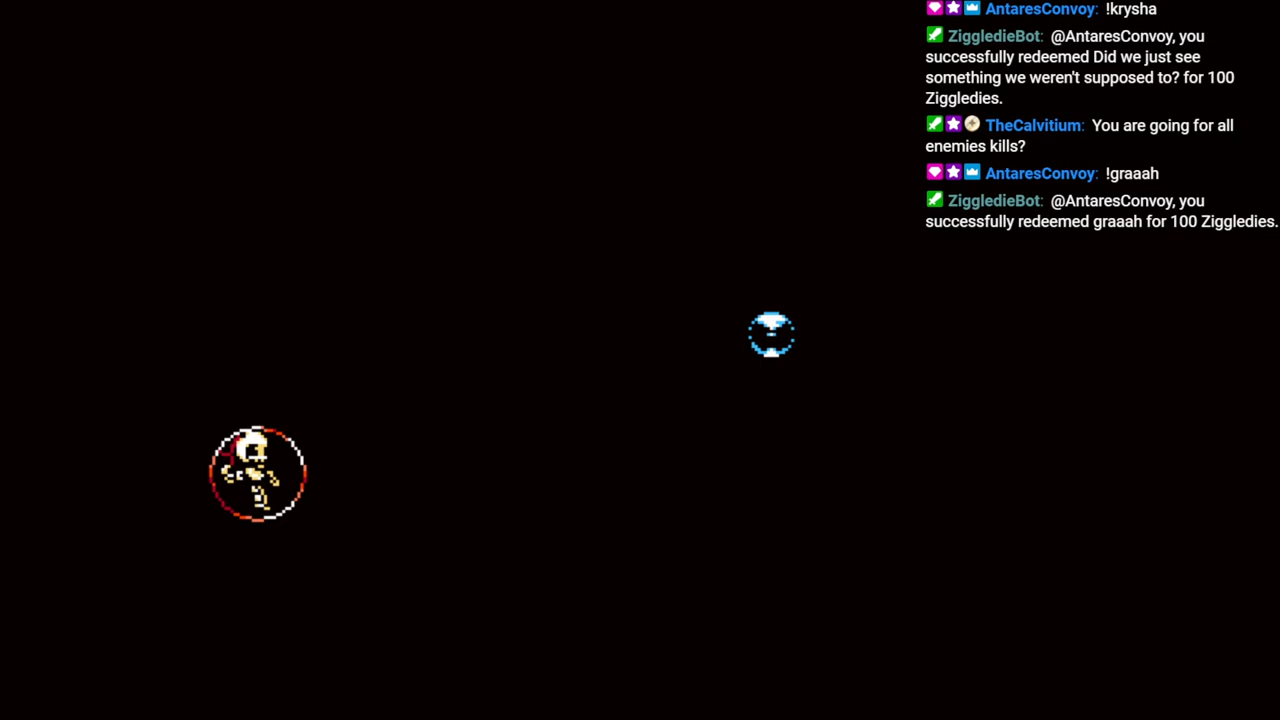 AntaresConvoy: !krysha
ZiggledieBot: @AntaresConvoy, you
successfully redeemed Did we just see
something we weren't supposed to? for 100
Ziggledies.
TheCalvitium: You are going for all
enemies kills?
AntaresConvoy: !graaah
ZiggledieBot: @AntaresConvoy, you
successfully redeemed graaah for 100 Ziggledies.